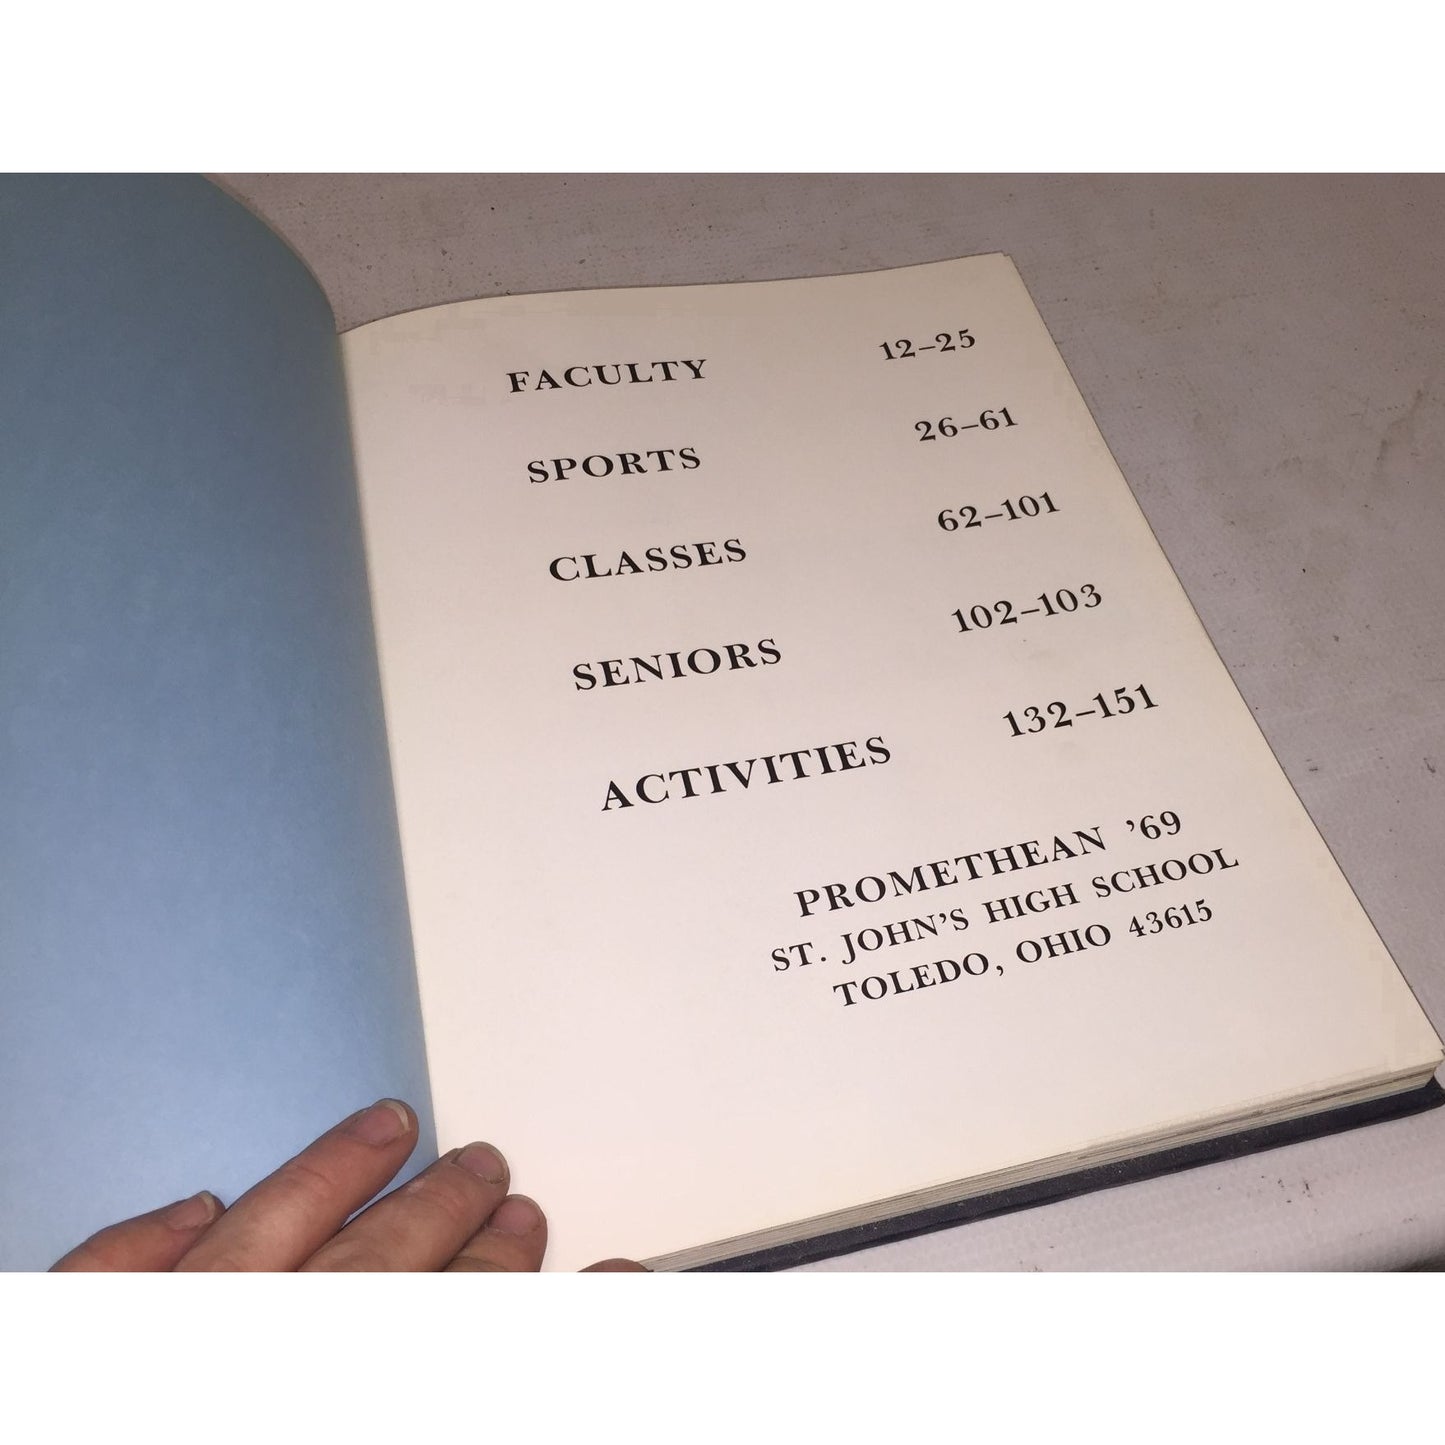 FACULTY 12–25
SPORTS 26–61
CLASSES 62–101
SENIORS 102–103
ACTIVITIES 132–151
PROMETHEAN ’69
ST. JOHN’S HIGH SCHOOL
TOLEDO, OHIO 43615